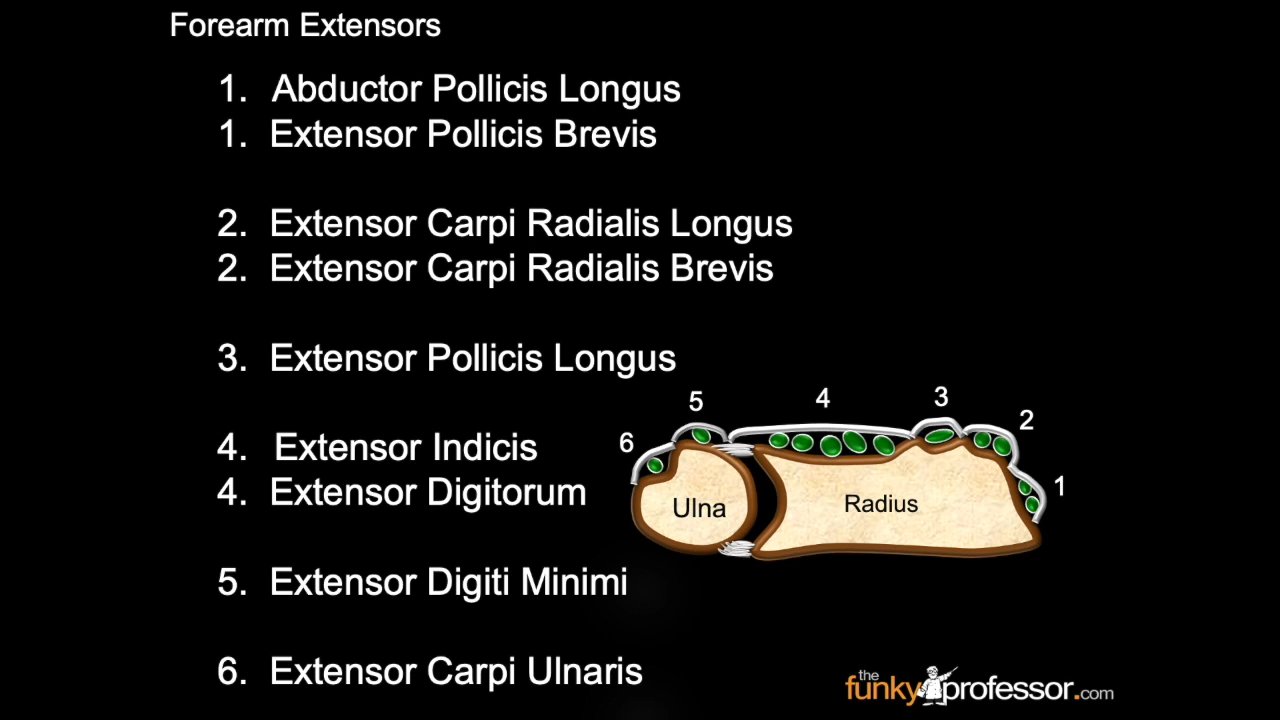 Forearm Extensors
1. Abductor Pollicis Longus
1. Extensor Pollicis Brevis
2. Extensor Carpi Radialis Longus
2. Extensor Carpi Radialis Brevis
3. Extensor Pollicis Longus
4. Extensor Indicis
4. Extensor Digitorum
5. Extensor Digiti Minimi
6. Extensor Carpi Ulnaris
5 4 3
6 2
1
Ulna Radius
the
funkyprofessor.com